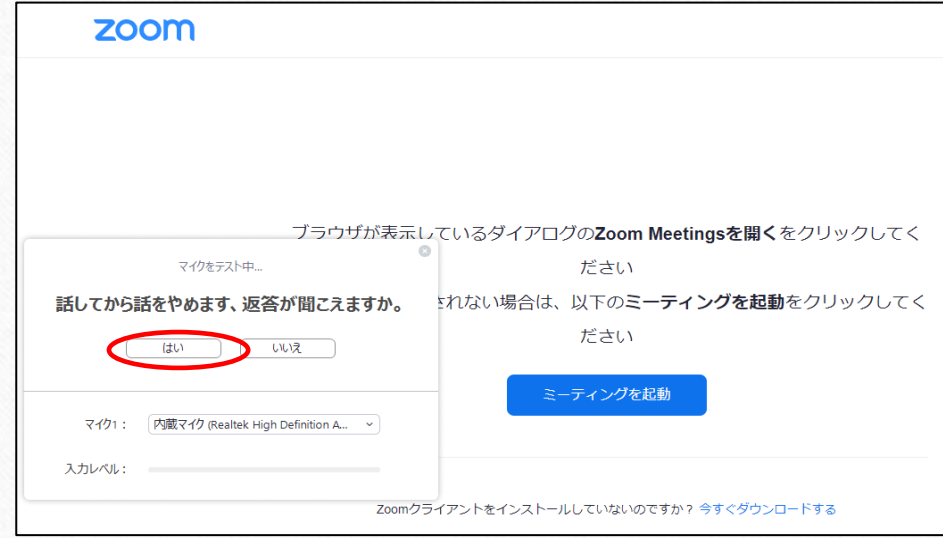 zoom
ブラウザが表示しているダイアログのZoom Meetingsを開くをクリックしてく
ださい
されない場合は、以下のミーティングを起動をクリックしてく
ださい
ミーティングを起動
Zoomクライアントをインストールしていないのですか？ 今すぐダウンロードする
マイクをテスト中...
話してから話をやめます、返答が聞こえますか。
はい
いいえ
マイク1：
内蔵マイク (Realtek High Definition A...
入力レベル：